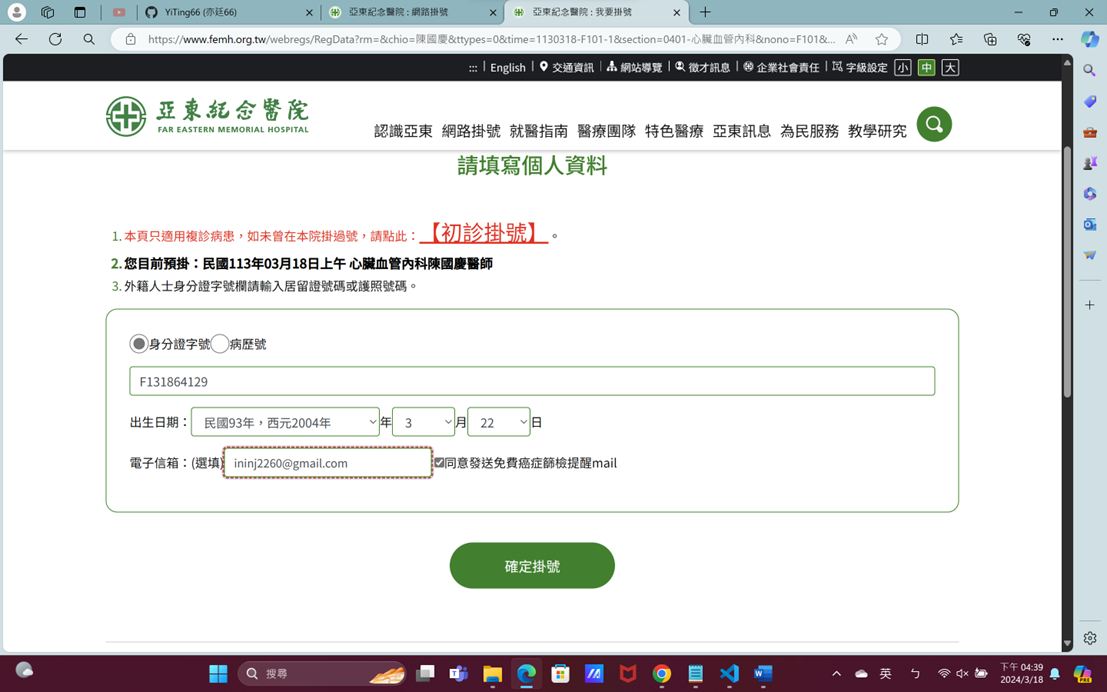 YiTing66 (亦廷66)
亞東紀念醫院：網路掛號
亞東紀念醫院：我要掛號
https://www.femh.org.tw/webregs/RegData?rm=&chio=陳國慶&ttypes=0&time=1130318-F101-1&section=0401-心臟血管內科&nono=F101&...
::: | English | 交通資訊 | 網站導覽 | 徵才訊息 | 企業社會責任 | 字級設定 小 中 大
亞東紀念醫院
FAR EASTERN MEMORIAL HOSPITAL
認識亞東 網路掛號 就醫指南 醫療團隊 特色醫療 亞東訊息 為民服務 教學研究
請填寫個人資料
1. 本頁只適用複診病患，如未曾在本院掛過號，請點此：【初診掛號】。
2. 您目前預掛：民國113年03月18日上午 心臟血管內科陳國慶醫師
3. 外籍人士身分證字號欄請輸入居留證號碼或護照號碼。
身分證字號 病歷號
F131864129
出生日期： 民國93年，西元2004年 年 3 月 22 日
電子信箱：(選填) ininj2260@gmail.com 同意發送免費癌症篩檢提醒mail
確定掛號
搜尋
英
下午 04:39
2024/3/18